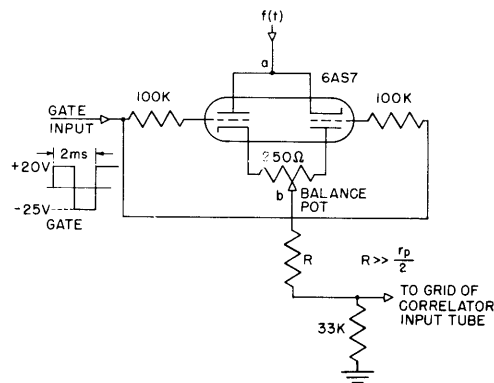 f(t)
a
6AS7
100K
100K
GATE
INPUT
2ms
+20V
-25V
GATE
250Ω
b
BALANCE
POT
R
R>> rp/2
TO GRID OF
CORRELATOR
INPUT TUBE
33K